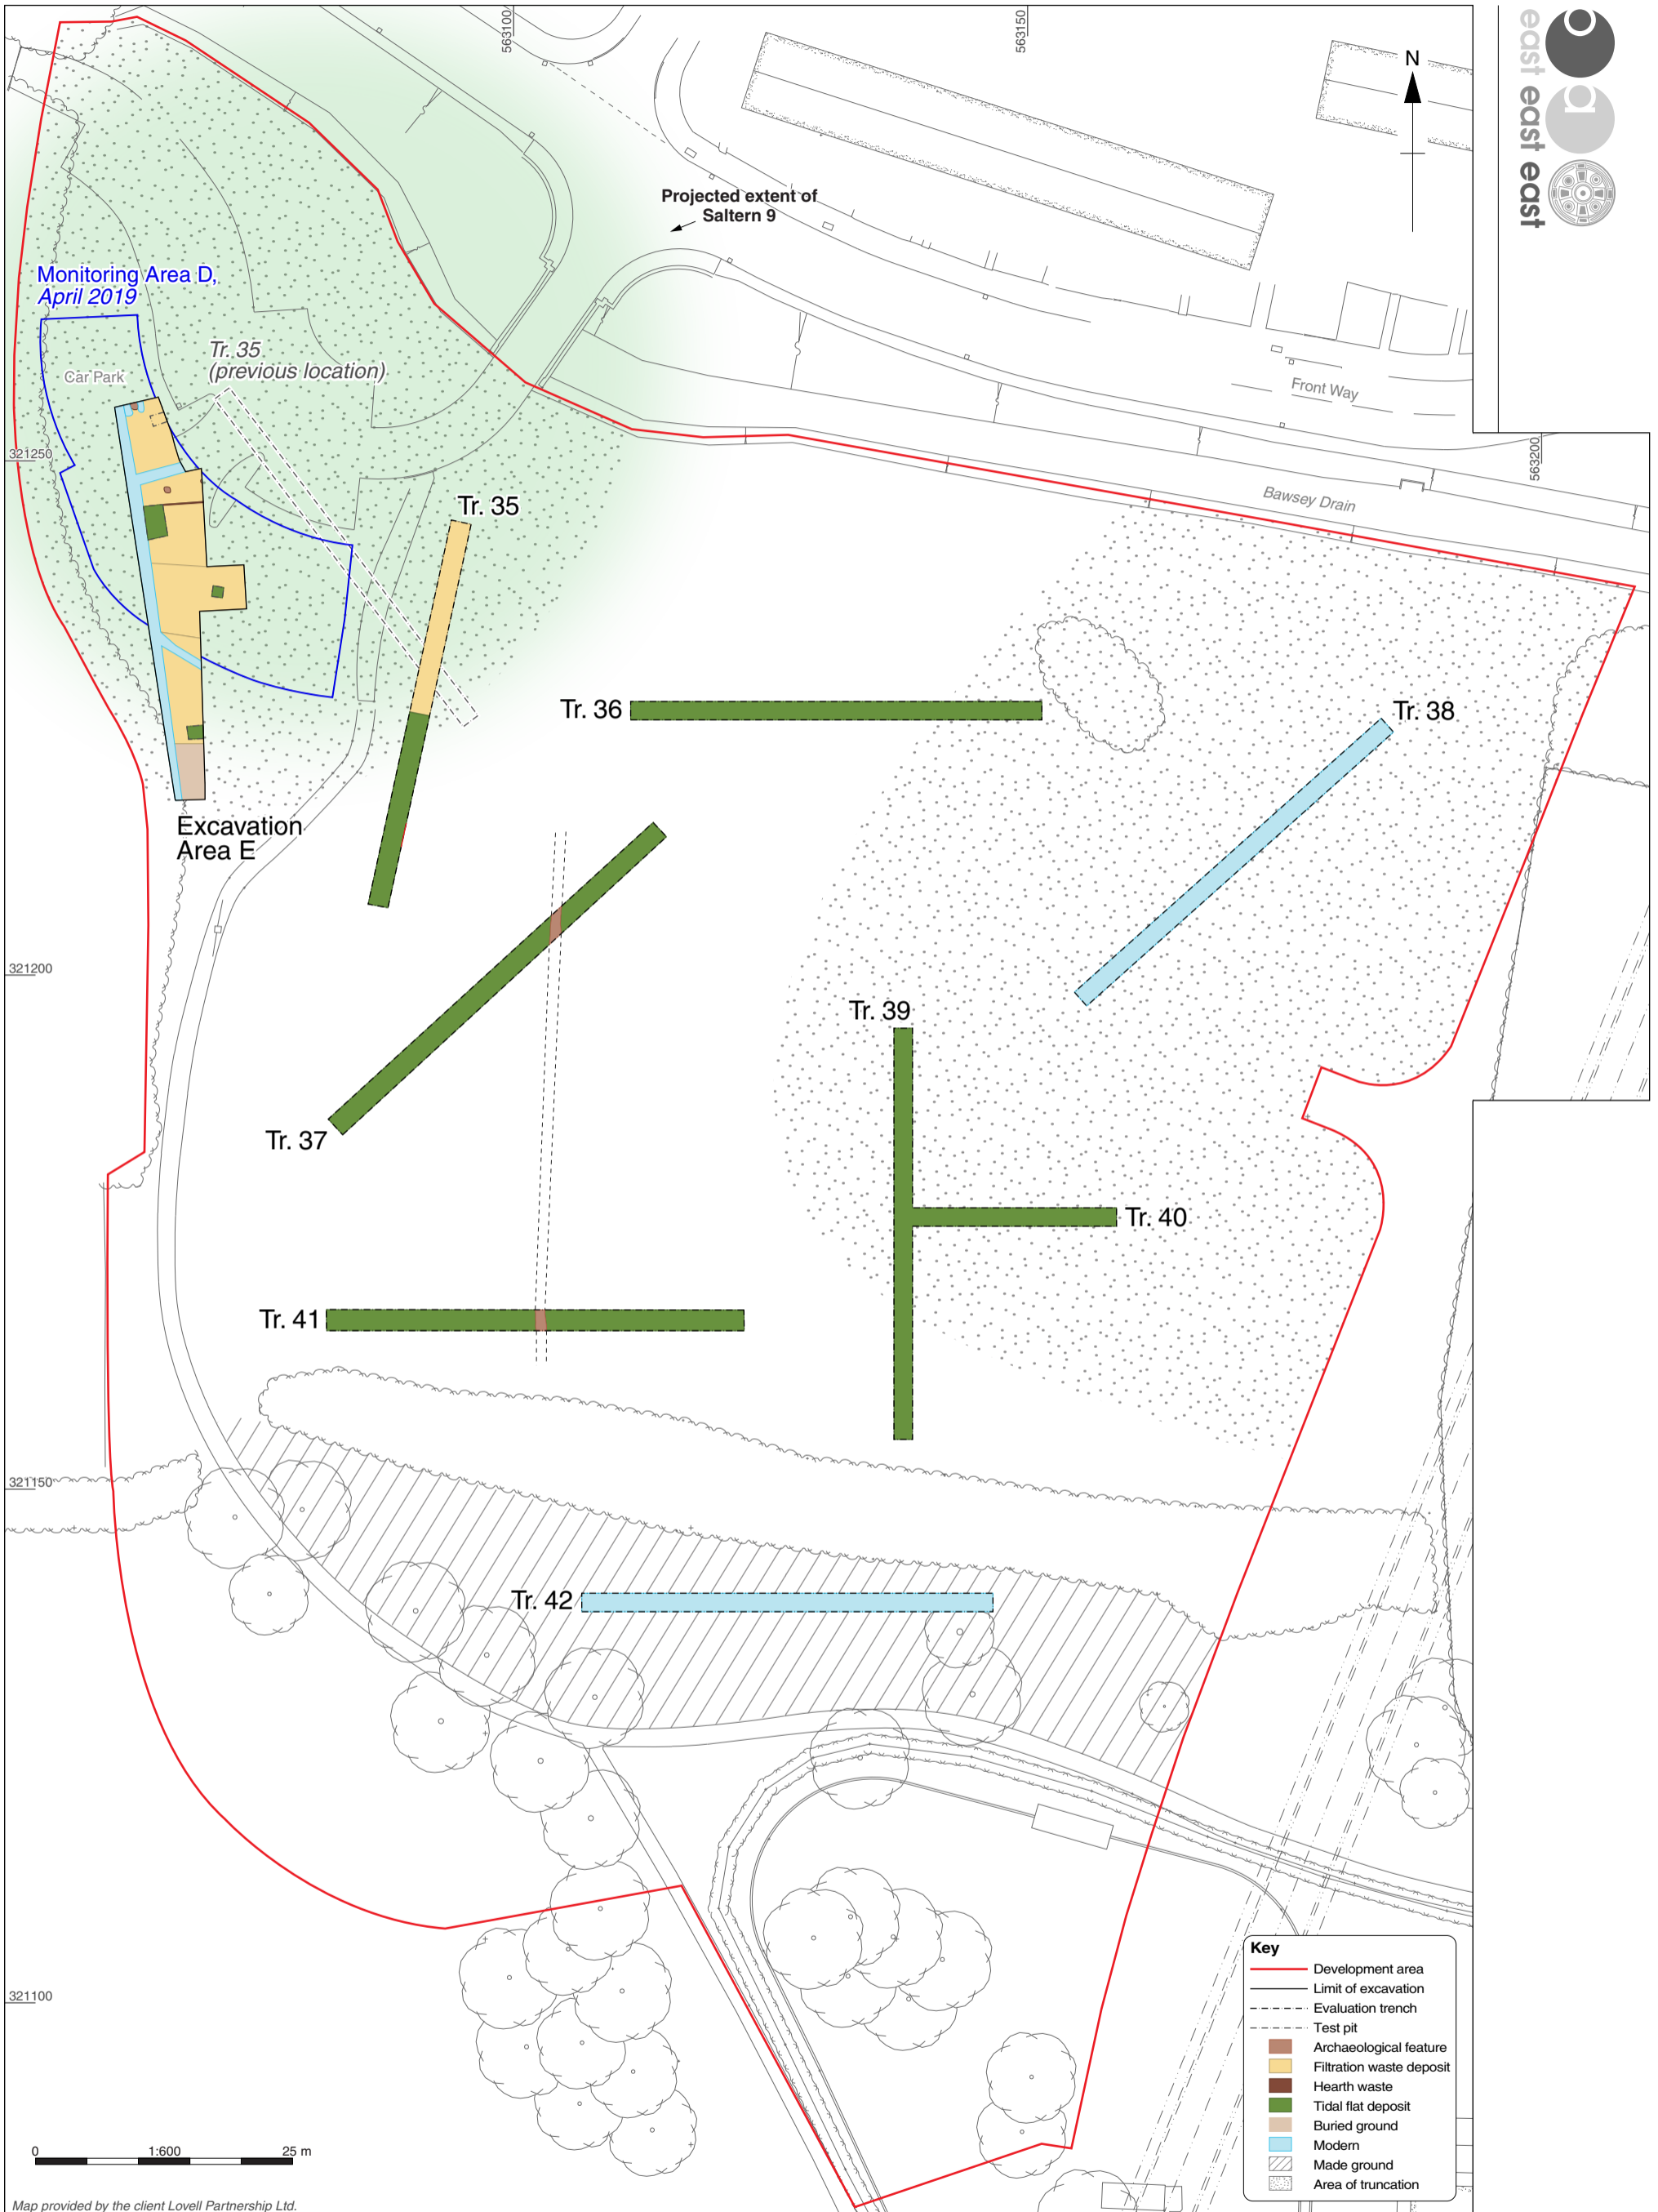 563100
563150
N
east east east
Projected extent of
Saltern 9
Monitoring Area D,
April 2019
Tr. 35
(previous location)
Car Park
Front Way
321250
563200
Bawsey Drain
Tr. 35
Tr. 36
Tr. 38
Excavation
Area E
321200
Tr. 39
Tr. 37
Tr. 40
Tr. 41
321150
Tr. 42
321100
Key
Development area
Limit of excavation
Evaluation trench
Test pit
Archaeological feature
Filtration waste deposit
Hearth waste
Tidal flat deposit
Buried ground
Modern
Made ground
Area of truncation
0 1:600 25 m
Map provided by the client Lovell Partnership Ltd.